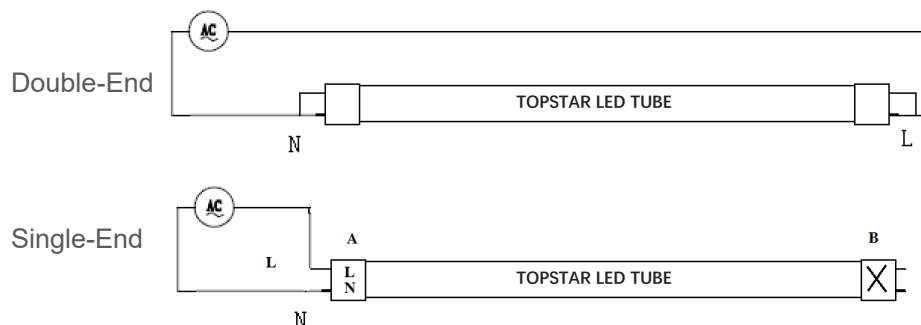 AC
Double-End
TOPSTAR LED TUBE
N
L
AC
Single-End
A
B
L
L
N
TOPSTAR LED TUBE
X
N